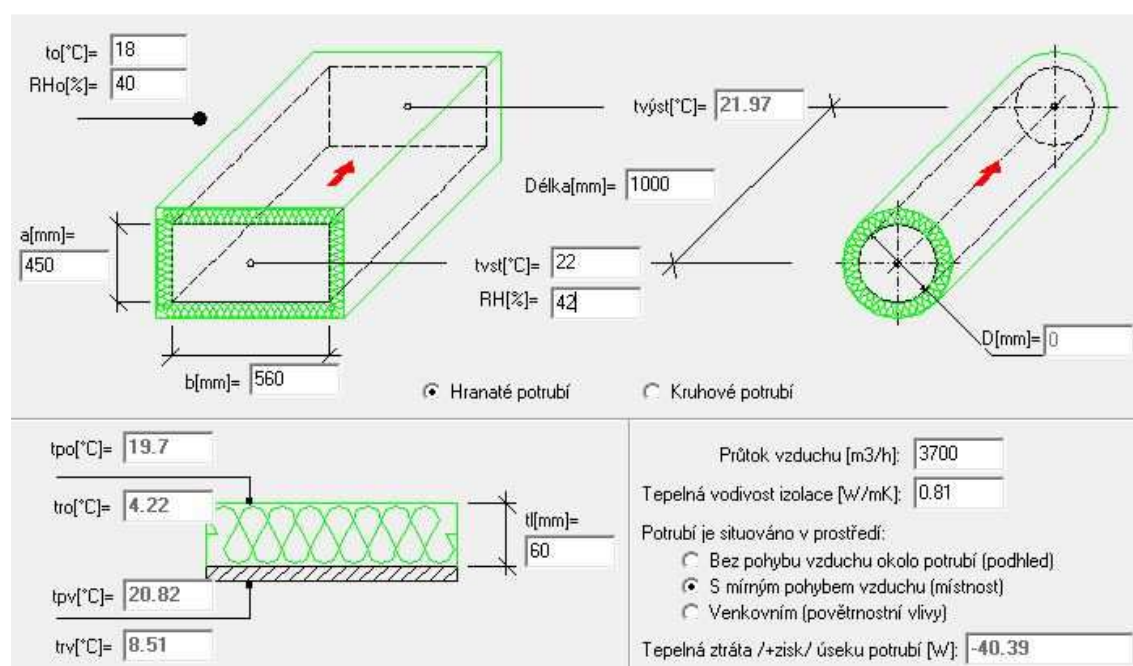 to[°C]= 18
RHo[%]= 40
tvýst[°C]= 21.97
Délka[mm]= 1000
a[mm]=
450
tvst[°C]= 22
RH[%]= 42
D[mm]= 0
b[mm]= 560
Hranaté potrubí
Kruhové potrubí
tpo[°C]= 19.7
tro[°C]= 4.22
tl[mm]=
60
tpv[°C]= 20.82
trv[°C]= 8.51
Průtok vzduchu [m3/h]: 3700
Tepelná vodivost izolace [W/mK]: 0.81
Potrubí je situováno v prostředí:
Bez pohybu vzduchu okolo potrubí (podhled)
S mírným pohybem vzduchu (místnost)
Venkovním (povětrnostní vlivy)
Tepelná ztráta /+zisk/ úseku potrubí [W]: -40.39